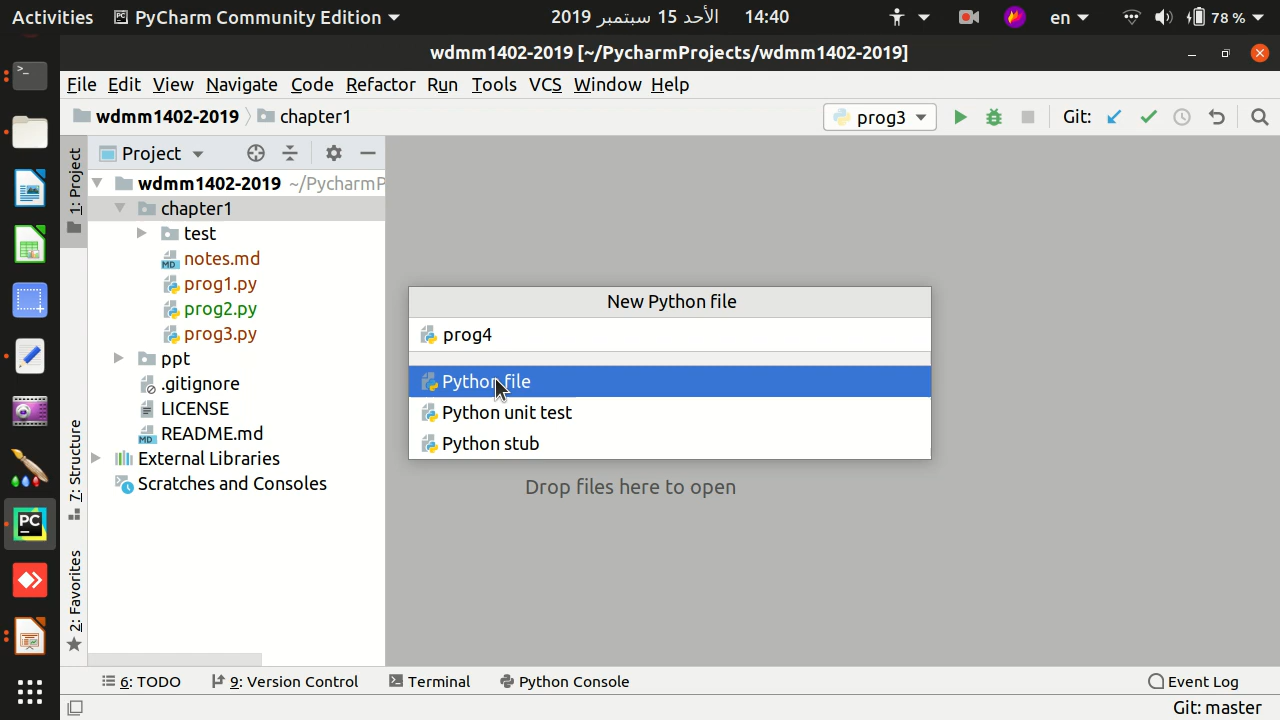 Activities PyCharm Community Edition 14:40 الأحد 15 سبتمبر 2019 en 78 %
wdmm1402-2019 [~/PycharmProjects/wdmm1402-2019]
File Edit View Navigate Code Refactor Run Tools VCS Window Help
wdmm1402-2019 chapter1 prog3 Git:
1: Project
Project
wdmm1402-2019 ~/PycharmP
chapter1
test
notes.md
prog1.py
prog2.py
prog3.py
ppt
.gitignore
LICENSE
README.md
External Libraries
Scratches and Consoles
New Python file
prog4
Python file
Python unit test
Python stub
Drop files here to open
7: Structure
2: Favorites
6: TODO 9: Version Control Terminal Python Console Event Log
Git: master